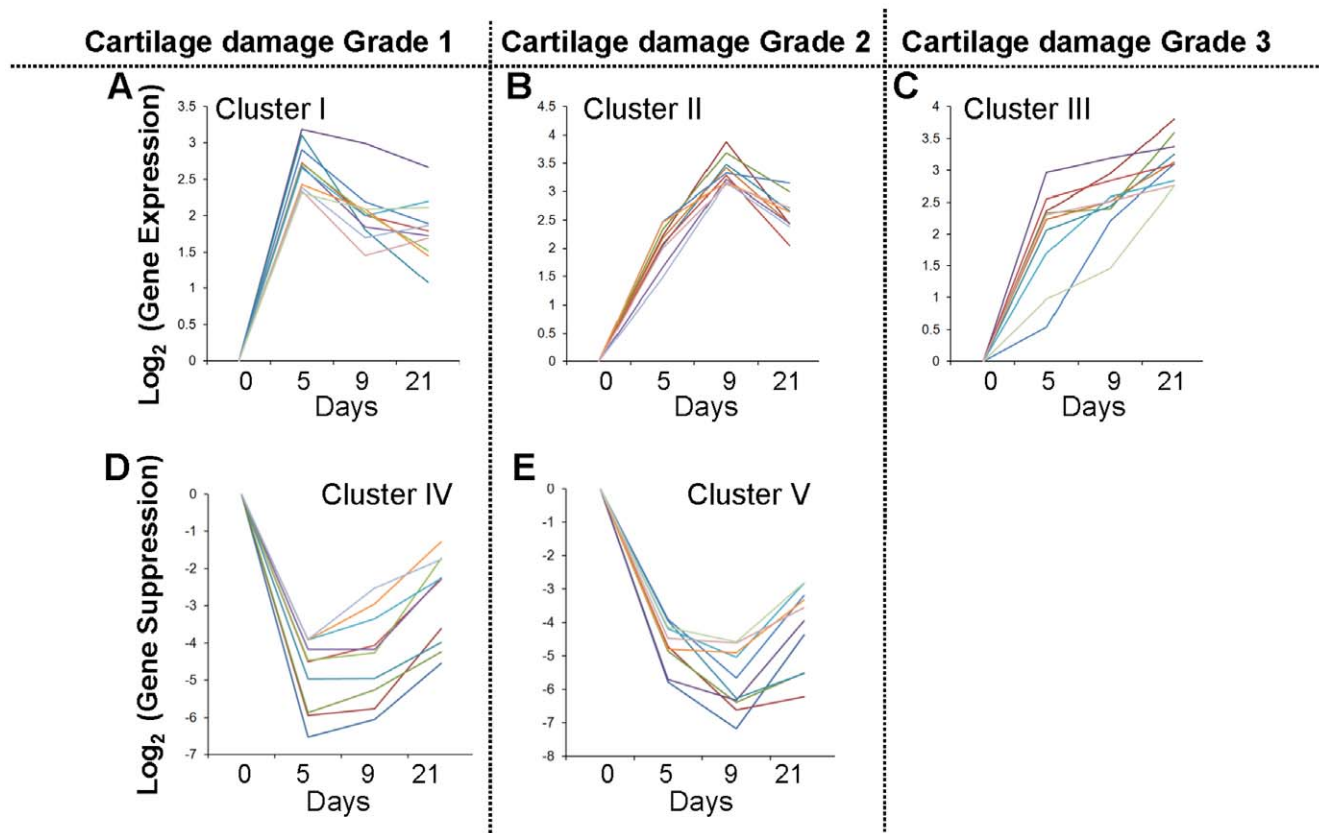 Cartilage damage Grade 1
Cartilage damage Grade 2
Cartilage damage Grade 3
A
Cluster I
Log2 (Gene Expression)
3.5
3
2.5
2
1.5
1
0.5
0
0 5 9 21
Days
B
Cluster II
4.5
4
3.5
3
2.5
2
1.5
1
0.5
0
0 5 9 21
Days
C
Cluster III
4
3.5
3
2.5
2
1.5
1
0.5
0
0 5 9 21
Days
D
Cluster IV
Log2 (Gene Suppression)
0
-1
-2
-3
-4
-5
-6
-7
0 5 9 21
Days
E
Cluster V
0
-1
-2
-3
-4
-5
-6
-7
-8
0 5 9 21
Days